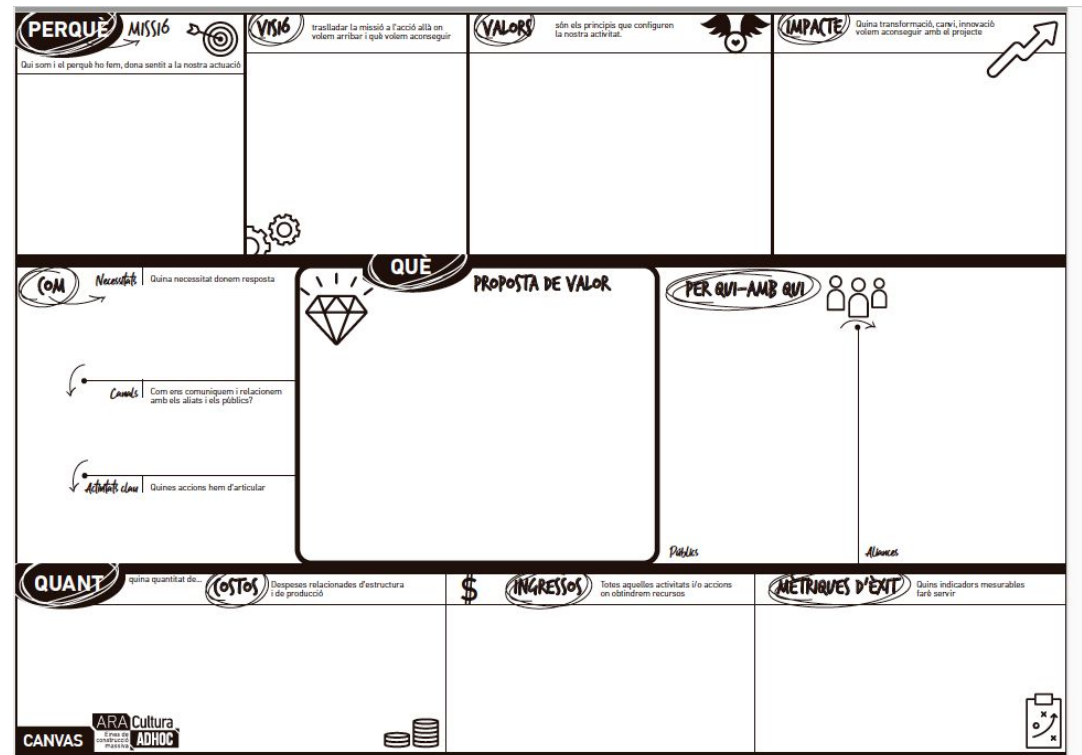 PERQUÈ MISSIÓ
Qui som i el perquè ho fem, dona sentit a la nostra actuació
VISIÓ
traslladar la missió a l'acció allà on
volem arribar i què volem aconseguir
VALORS
són els principis que configuren
la nostra activitat.
IMPACTE
Quina transformació, canvi, innovació
volem aconseguir amb el projecte
COM
Necessitats
Quina necessitat donem resposta
Canals
Com ens comuniquem i relacionem
amb els aliats i els públics?
Activitats clau
Quines accions hem d'articular
QUÈ
PROPOSTA DE VALOR
PER QUI-AMB QUI
Públics
Aliances
QUANT
quina quantitat de...
COSTOS
Despeses relacionades d'estructura
i de producció
$
INGRESSOS
Totes aquelles activitats i/o accions
on obtindrem recursos
MÈTRIQUES D'ÈXIT
Quins indicadors mesurables
farè servir
CANVAS
ARA Cultura
Eines de
construcció
massiva
ADHOC